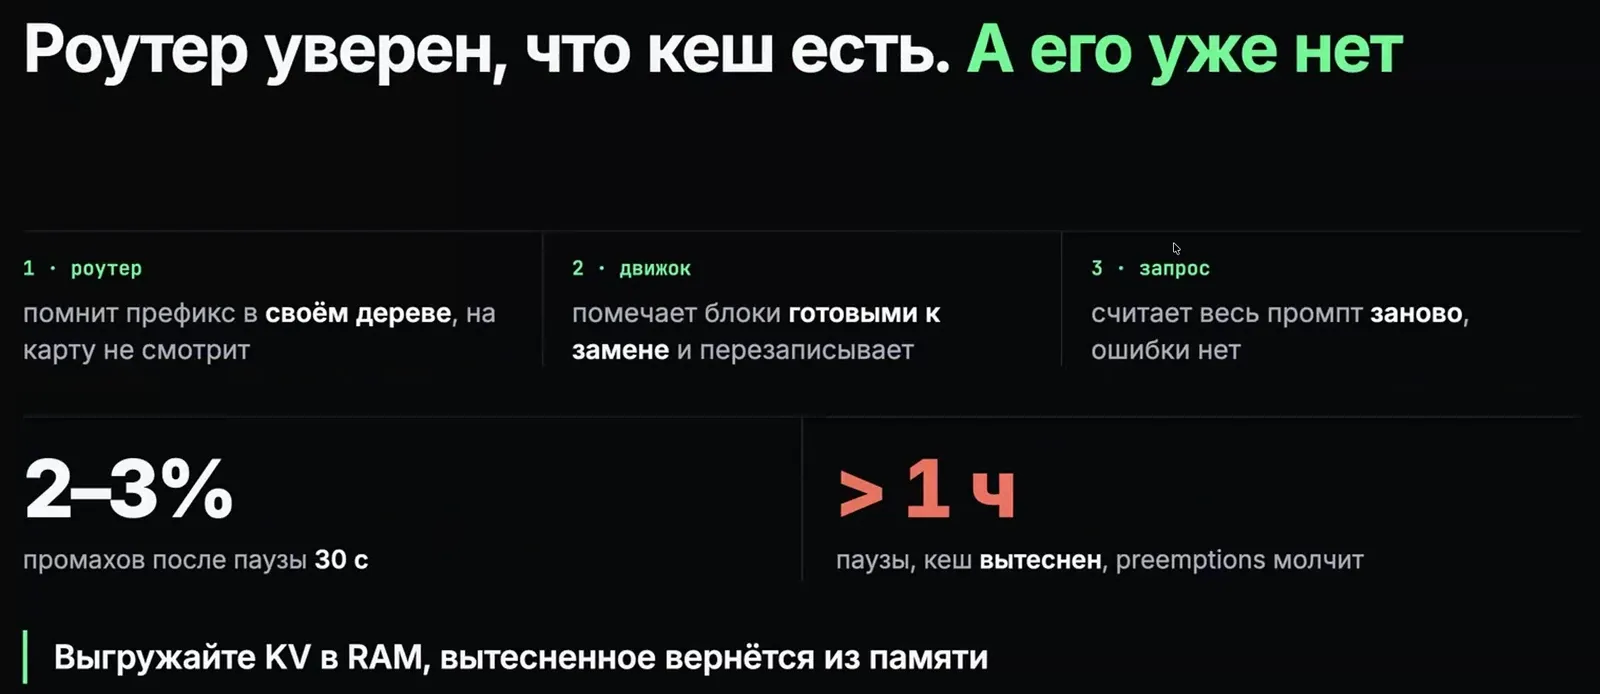 Роутер уверен, что кеш есть. А его уже нет
1 · роутер
помнит префикс в своём дереве, на
карту не смотрит
2 · движок
помечает блоки готовыми к
замене и перезаписывает
3 · запрос
считает весь промпт заново,
ошибки нет
2–3%
промахов после паузы 30 с
> 1 ч
паузы, кеш вытеснен, preemptions молчит
Выгружайте KV в RAM, вытесненное вернётся из памяти